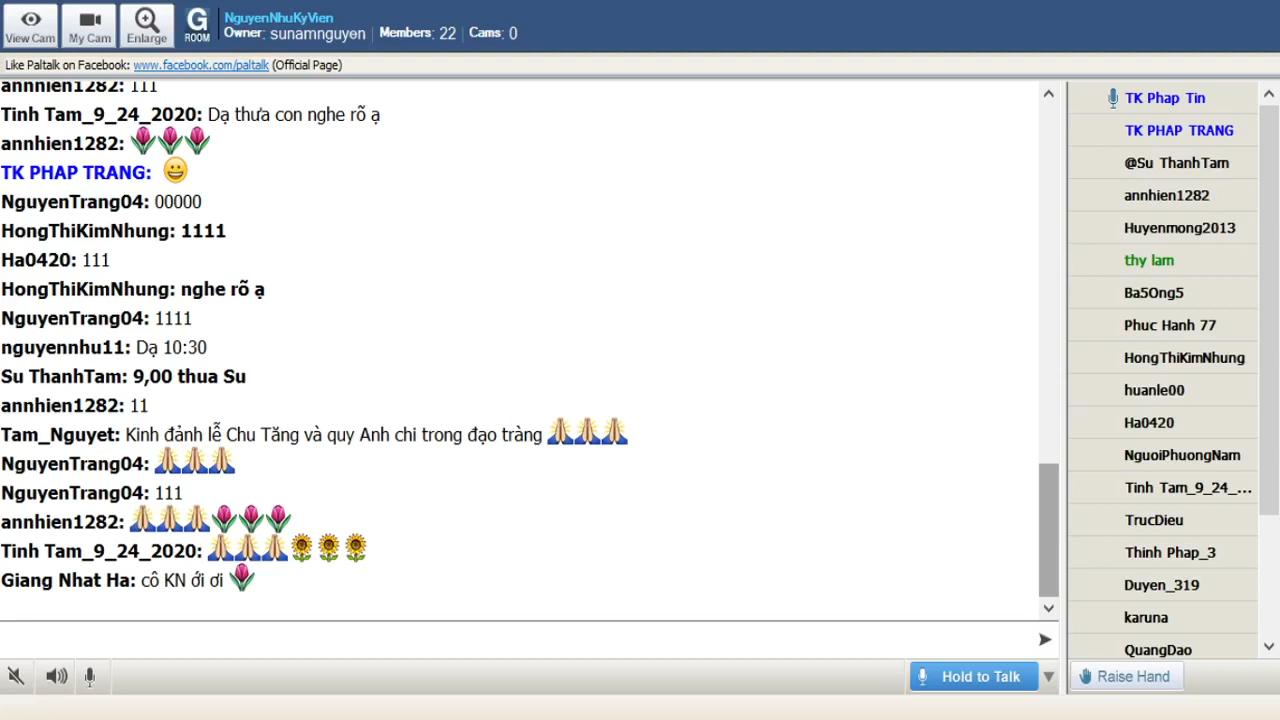 View Cam
My Cam
Enlarge
G
ROOM
NguyenNhuKyVien
Owner: sunamnguyen | Members: 22 | Cams: 0
Like Paltalk on Facebook: www.facebook.com/paltalk (Official Page)
annhien1282: 111
Tinh Tam_9_24_2020: Dạ thưa con nghe rõ ạ
annhien1282: 🌷🌷🌷
TK PHAP TRANG: 😀
NguyenTrang04: 00000
HongThiKimNhung: 1111
Ha0420: 111
HongThiKimNhung: nghe rõ ạ
NguyenTrang04: 1111
nguyennhu11: Dạ 10:30
Su ThanhTam: 9,00 thua Su
annhien1282: 11
Tam_Nguyet: Kinh đảnh lễ Chu Tăng và quy Anh chi trong đạo tràng 🙏🙏🙏
NguyenTrang04: 🙏🙏🙏
NguyenTrang04: 111
annhien1282: 🙏🙏🙏🌷🌷🌷
Tinh Tam_9_24_2020: 🙏🙏🙏🌻🌻🌻
Giang Nhat Ha: cô KN ới ơi 🌷
Hold to Talk
TK Phap Tin
TK PHAP TRANG
@Su ThanhTam
annhien1282
Huyenmong2013
thy lam
Ba5Ong5
Phuc Hanh 77
HongThiKimNhung
huanle00
Ha0420
NguoiPhuongNam
Tinh Tam_9_24_...
TrucDieu
Thinh Phap_3
Duyen_319
karuna
QuangDao
Raise Hand